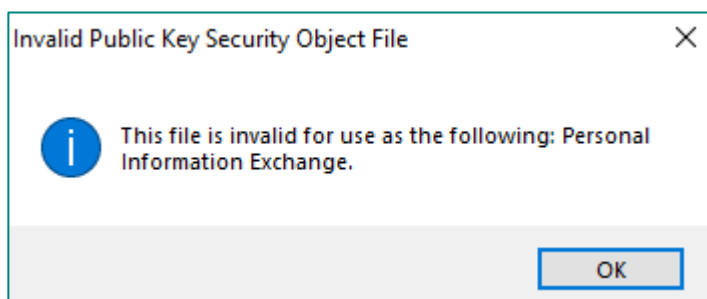 Invalid Public Key Security Object File
This file is invalid for use as the following: Personal
Information Exchange.
OK